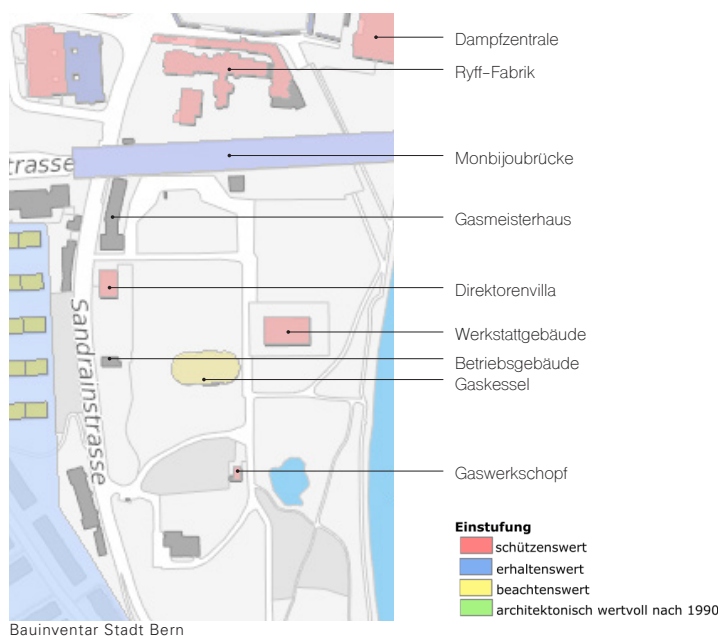 Dampfzentrale
Ryff-Fabrik
strasse
Monbijoubrücke
Gasmeisterhaus
Direktorenvilla
Sandrainstrasse
Werkstattgebäude
Betriebsgebäude
Gaskessel
Gaswerkschopf
Einstufung
schützenswert
erhaltenswert
beachtenswert
architektonisch wertvoll nach 1990
Bauinventar Stadt Bern